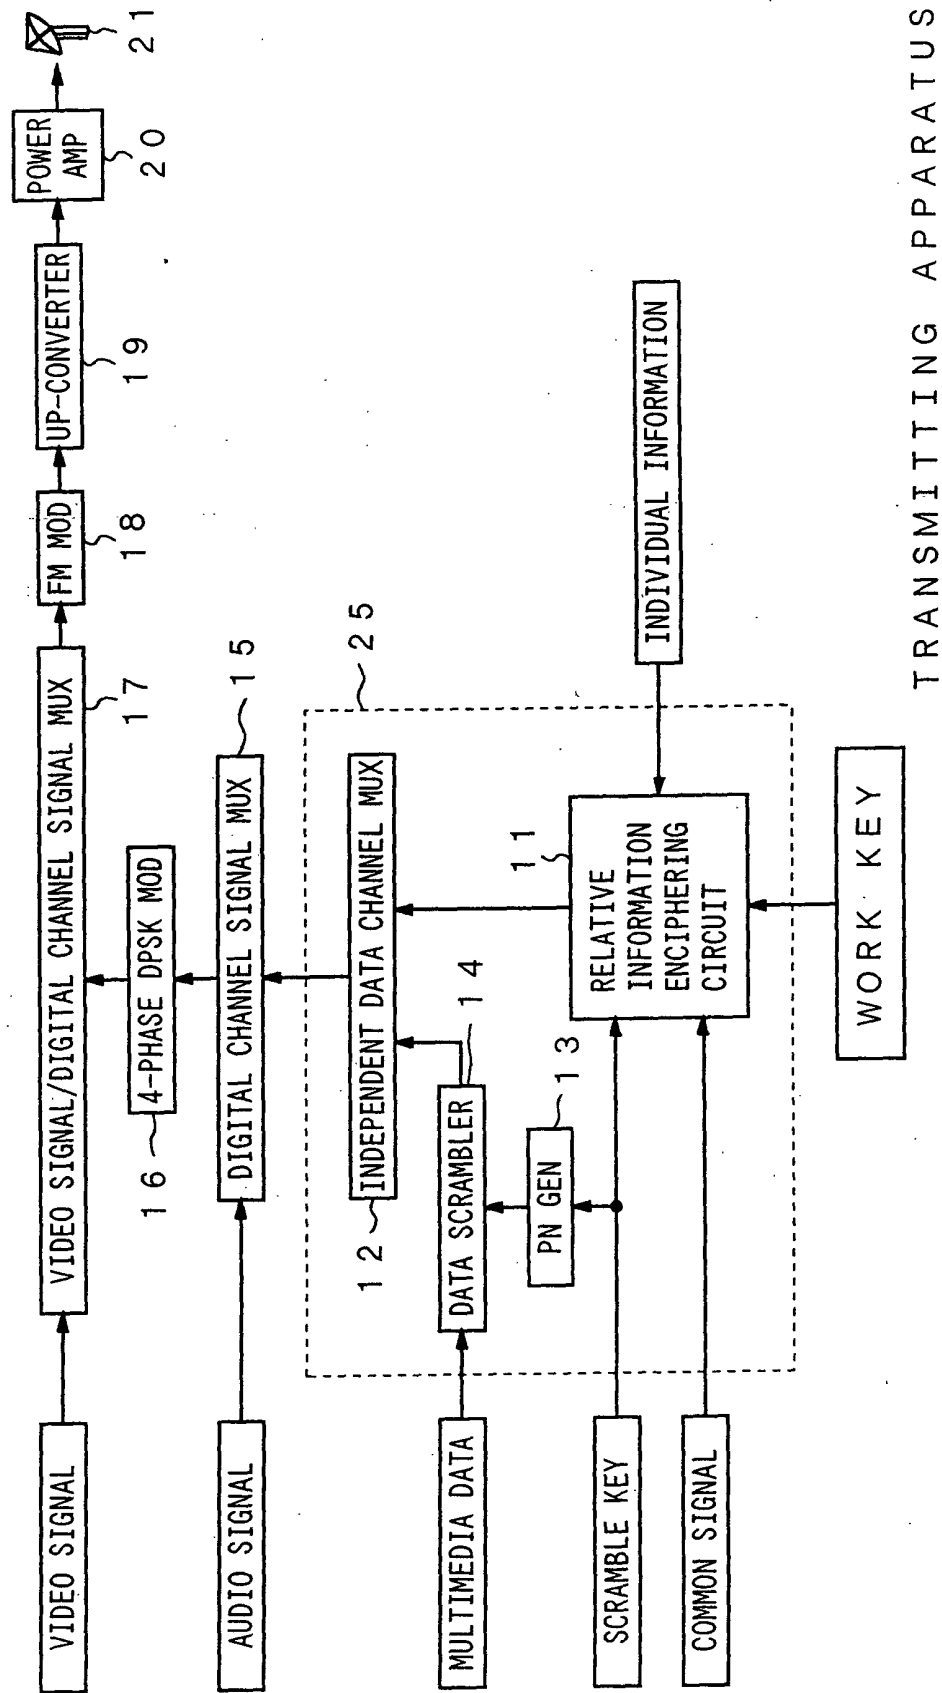 VIDEO SIGNAL
VIDEO SIGNAL/DIGITAL CHANNEL SIGNAL MUX
17
FM MOD
18
UP-CONVERTER
19
POWER
AMP
20
21
16
4-PHASE DPSK MOD
AUDIO SIGNAL
DIGITAL CHANNEL SIGNAL MUX
15
25
12
INDEPENDENT DATA CHANNEL MUX
MULTIMEDIA DATA
DATA SCRAMBLER
14
PN GEN
13
11
RELATIVE
INFORMATION
ENCIPHERING
CIRCUIT
INDIVIDUAL INFORMATION
SCRAMBLE KEY
COMMON SIGNAL
WORK KEY
TRANSMITTING APPARATUS